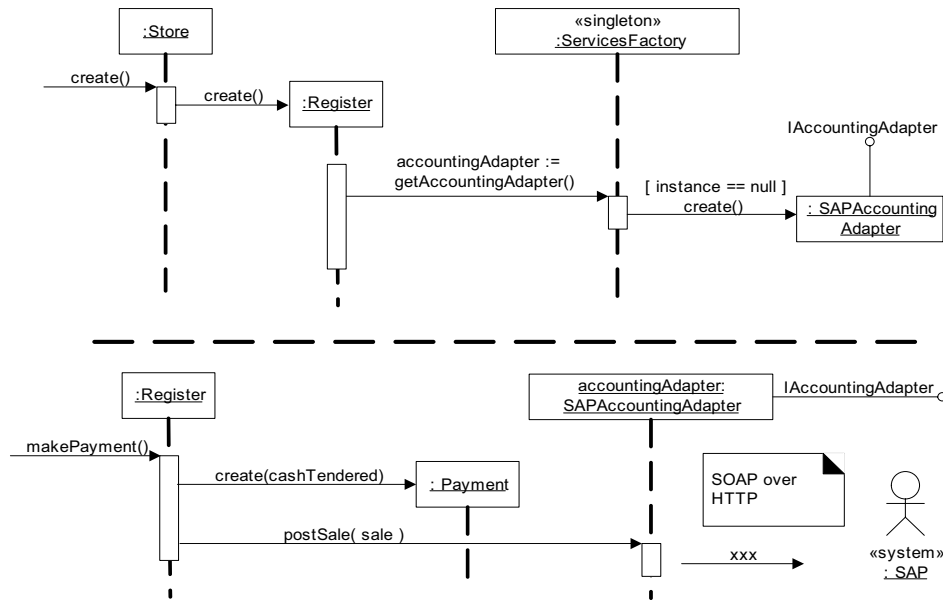 :Store
«singleton»
:ServicesFactory
create()
create()
:Register
IAccountingAdapter
accountingAdapter :=
getAccountingAdapter()
[ instance == null ]
create()
: SAPAccounting
Adapter
:Register
accountingAdapter:
SAPAccountingAdapter
IAccountingAdapter
makePayment()
create(cashTendered)
: Payment
SOAP over
HTTP
postSale( sale )
xxx
«system»
: SAP